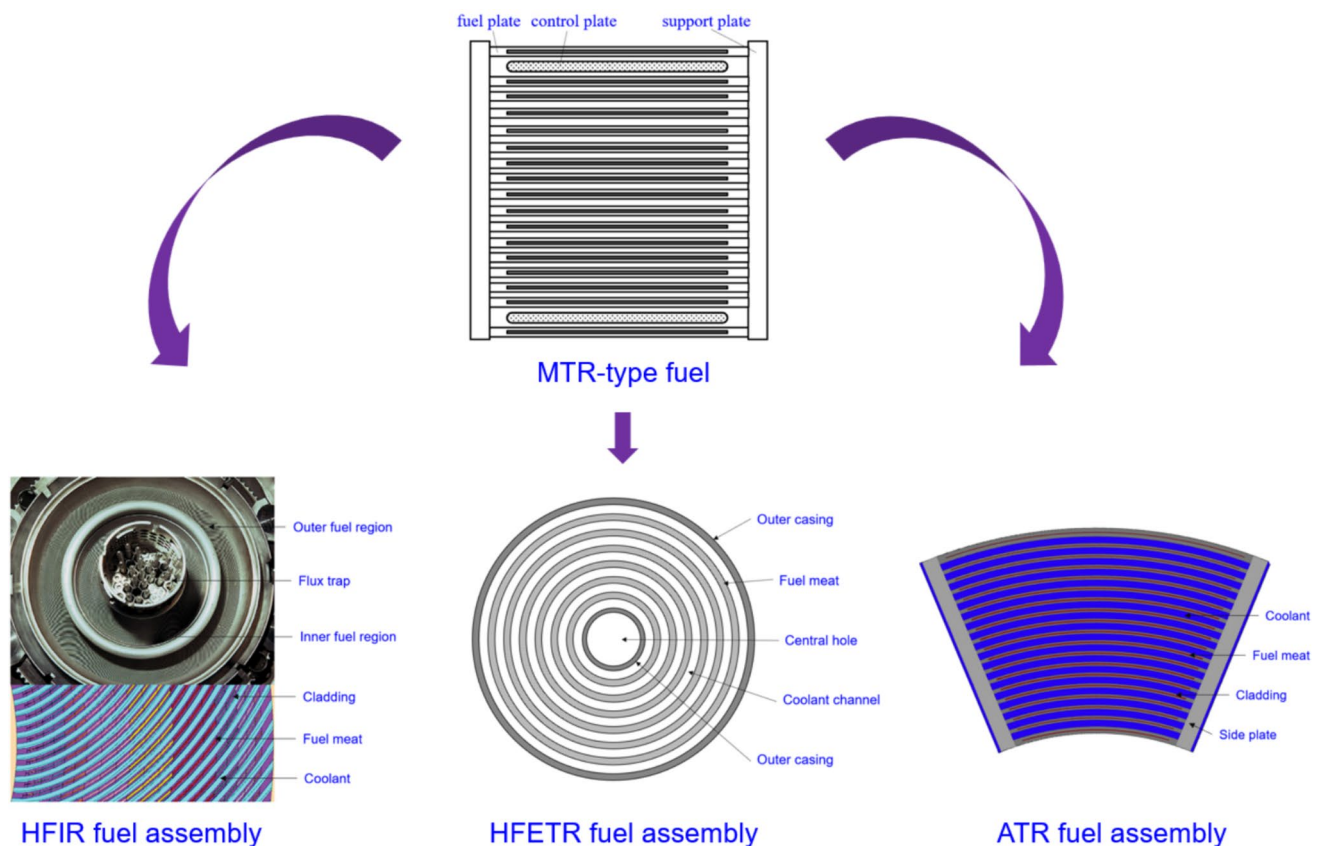 fuel plate control plate support plate
MTR-type fuel
Outer fuel region
Flux trap
Inner fuel region
Cladding
Fuel meat
Coolant
HFIR fuel assembly
Outer casing
Fuel meat
Central hole
Coolant channel
Outer casing
HFETR fuel assembly
Coolant
Fuel meat
Cladding
Side plate
ATR fuel assembly